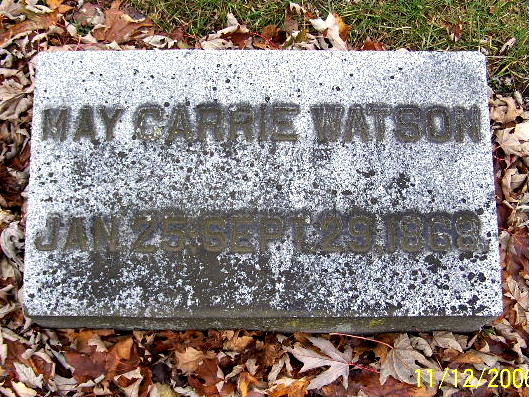 MAY CARRIE WATSON
JAN. 25-SEPT. 29, 1868.
11/12/2006